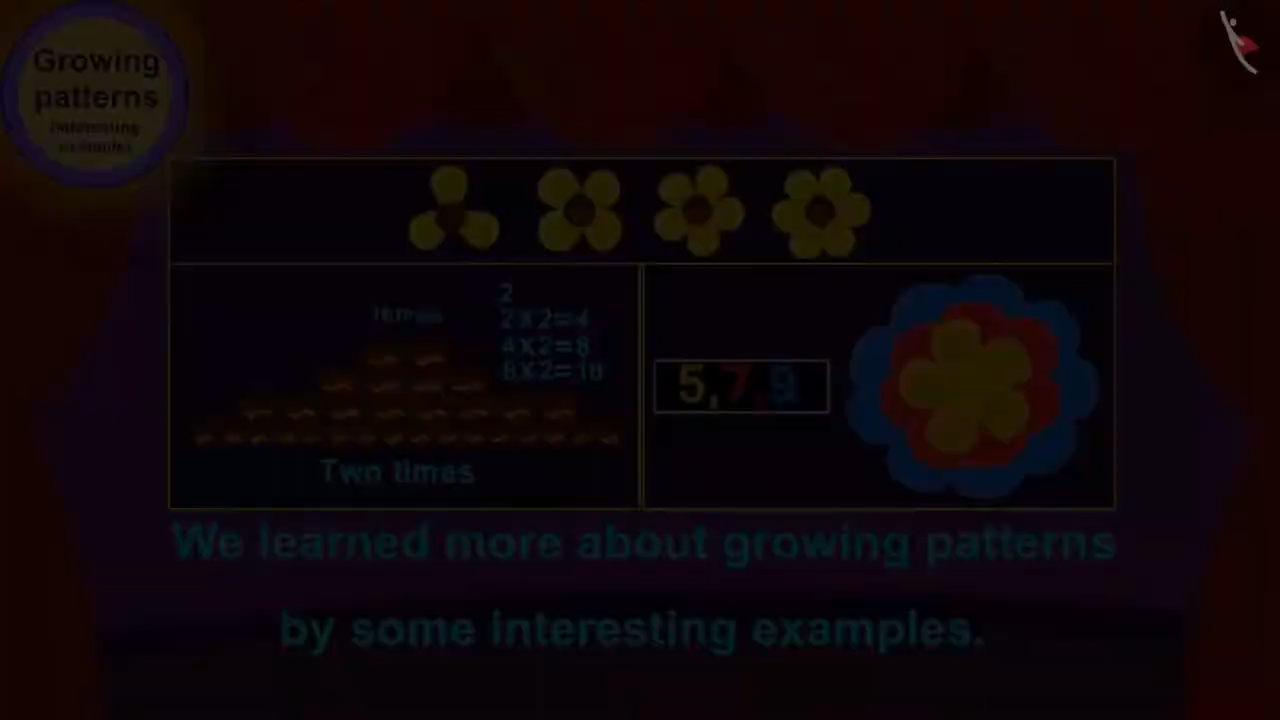 Growing
patterns
Interesting
examples
2
2×2=4
4×2=8
8×2=16
5,7,9
Two times
We learned more about growing patterns
by some interesting examples.